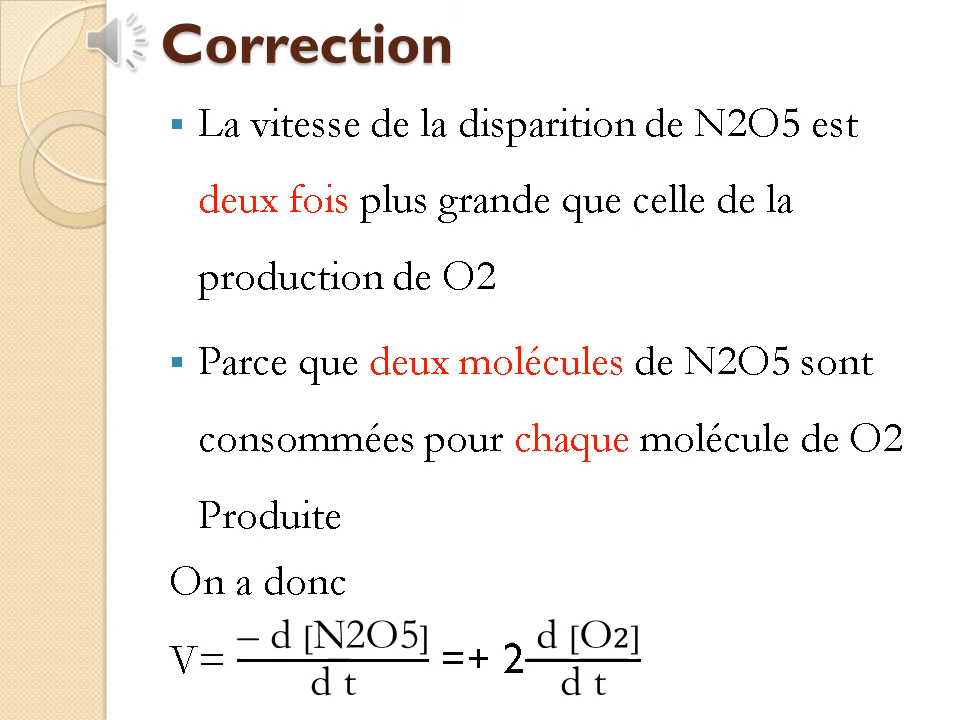 Correction
▪ La vitesse de la disparition de N2O5 est
deux fois plus grande que celle de la
production de O2
▪ Parce que deux molécules de N2O5 sont
consommées pour chaque molécule de O2
Produite
On a donc
V= – d [N2O5] / d t =+ 2 d [O2] / d t